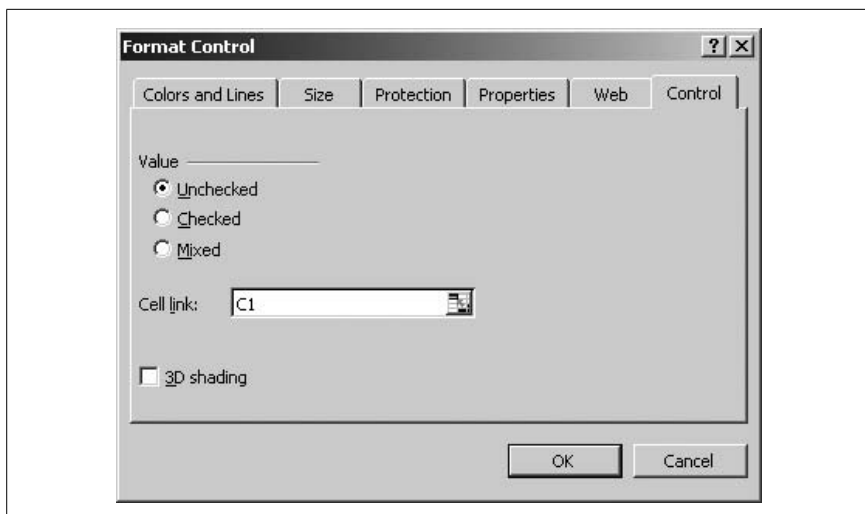 Format Control
Colors and Lines Size Protection Properties Web Control
Value
Unchecked
Checked
Mixed
Cell link: C1
3D shading
OK Cancel